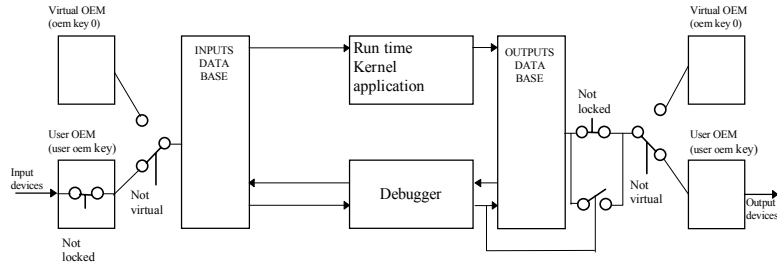 Virtual OEM
(oem key 0)
INPUTS
DATA
BASE
Run time
Kernel
application
OUTPUTS
DATA
BASE
Virtual OEM
(oem key 0)
Not
locked
User OEM
(user oem key)
User OEM
(user oem key)
Input
devices
Not
virtual
Debugger
Not
virtual
Output
devices
Not
locked